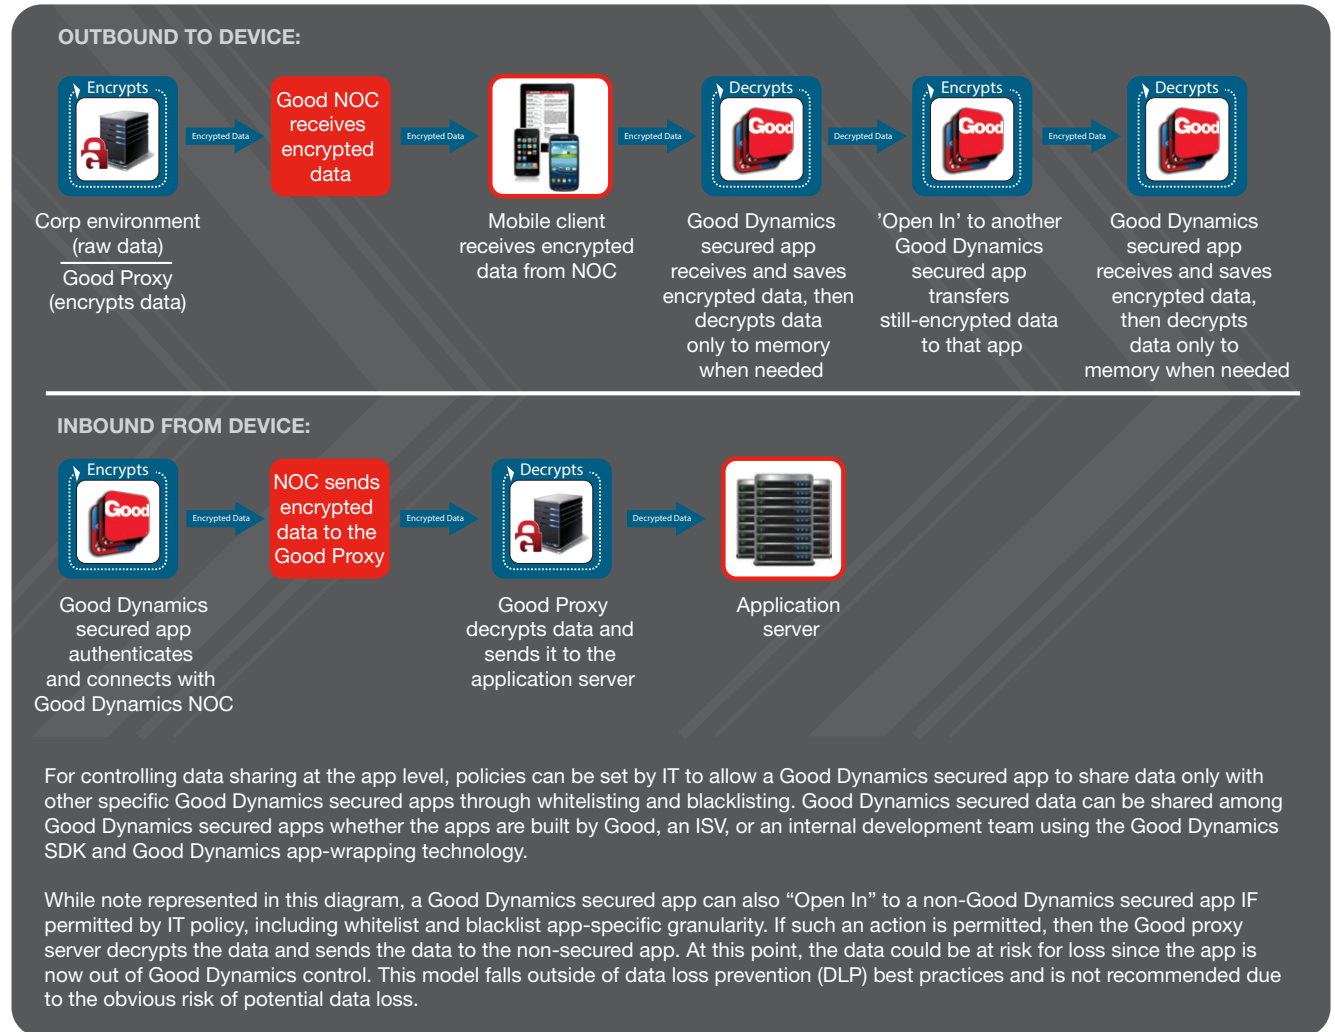 OUTBOUND TO DEVICE:
Encrypts
Encrypted Data
Good NOC
receives
encrypted
data
Encrypted Data
Encrypted Data
Decrypts
Good
Decrypted Data
Encrypts
Good
Encrypted Data
Decrypts
Good
Corp environment
(raw data)
Good Proxy
(encrypts data)
Mobile client
receives encrypted
data from NOC
Good Dynamics
secured app
receives and saves
encrypted data, then
decrypts data
only to memory
when needed
’Open In’ to another
Good Dynamics
secured app
transfers
still-encrypted data
to that app
Good Dynamics
secured app
receives and saves
encrypted data,
then decrypts
data only to
memory when needed
INBOUND FROM DEVICE:
Encrypts
Good
Encrypted Data
NOC sends
encrypted
data to the
Good Proxy
Encrypted Data
Decrypts
Decrypted Data
Good Dynamics
secured app
authenticates
and connects with
Good Dynamics NOC
Good Proxy
decrypts data and
sends it to the
application server
Application
server
For controlling data sharing at the app level, policies can be set by IT to allow a Good Dynamics secured app to share data only with
other specific Good Dynamics secured apps through whitelisting and blacklisting. Good Dynamics secured data can be shared among
Good Dynamics secured apps whether the apps are built by Good, an ISV, or an internal development team using the Good Dynamics
SDK and Good Dynamics app-wrapping technology.
While note represented in this diagram, a Good Dynamics secured app can also “Open In” to a non-Good Dynamics secured app IF
permitted by IT policy, including whitelist and blacklist app-specific granularity. If such an action is permitted, then the Good proxy
server decrypts the data and sends the data to the non-secured app. At this point, the data could be at risk for loss since the app is
now out of Good Dynamics control. This model falls outside of data loss prevention (DLP) best practices and is not recommended due
to the obvious risk of potential data loss.